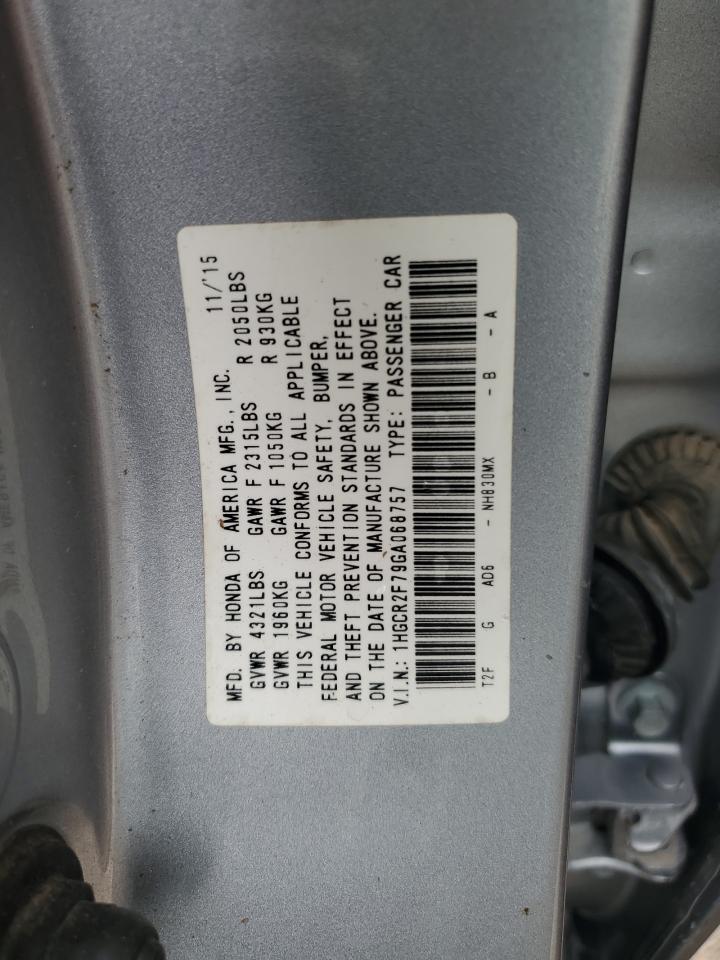 MFD. BY HONDA OF AMERICA MFG., INC. 11/'15
GVWR 4321LBS GAWR F 2315LBS R 2050LBS
GVWR 1960KG GAWR F 1050KG R 930KG
THIS VEHICLE CONFORMS TO ALL APPLICABLE
FEDERAL MOTOR VEHICLE SAFETY, BUMPER,
AND THEFT PREVENTION STANDARDS IN EFFECT
ON THE DATE OF MANUFACTURE SHOWN ABOVE.
V.I.N.: 1HGCR2F79GA068757 TYPE: PASSENGER CAR
T2F G AD6 - NH830MX - B - A